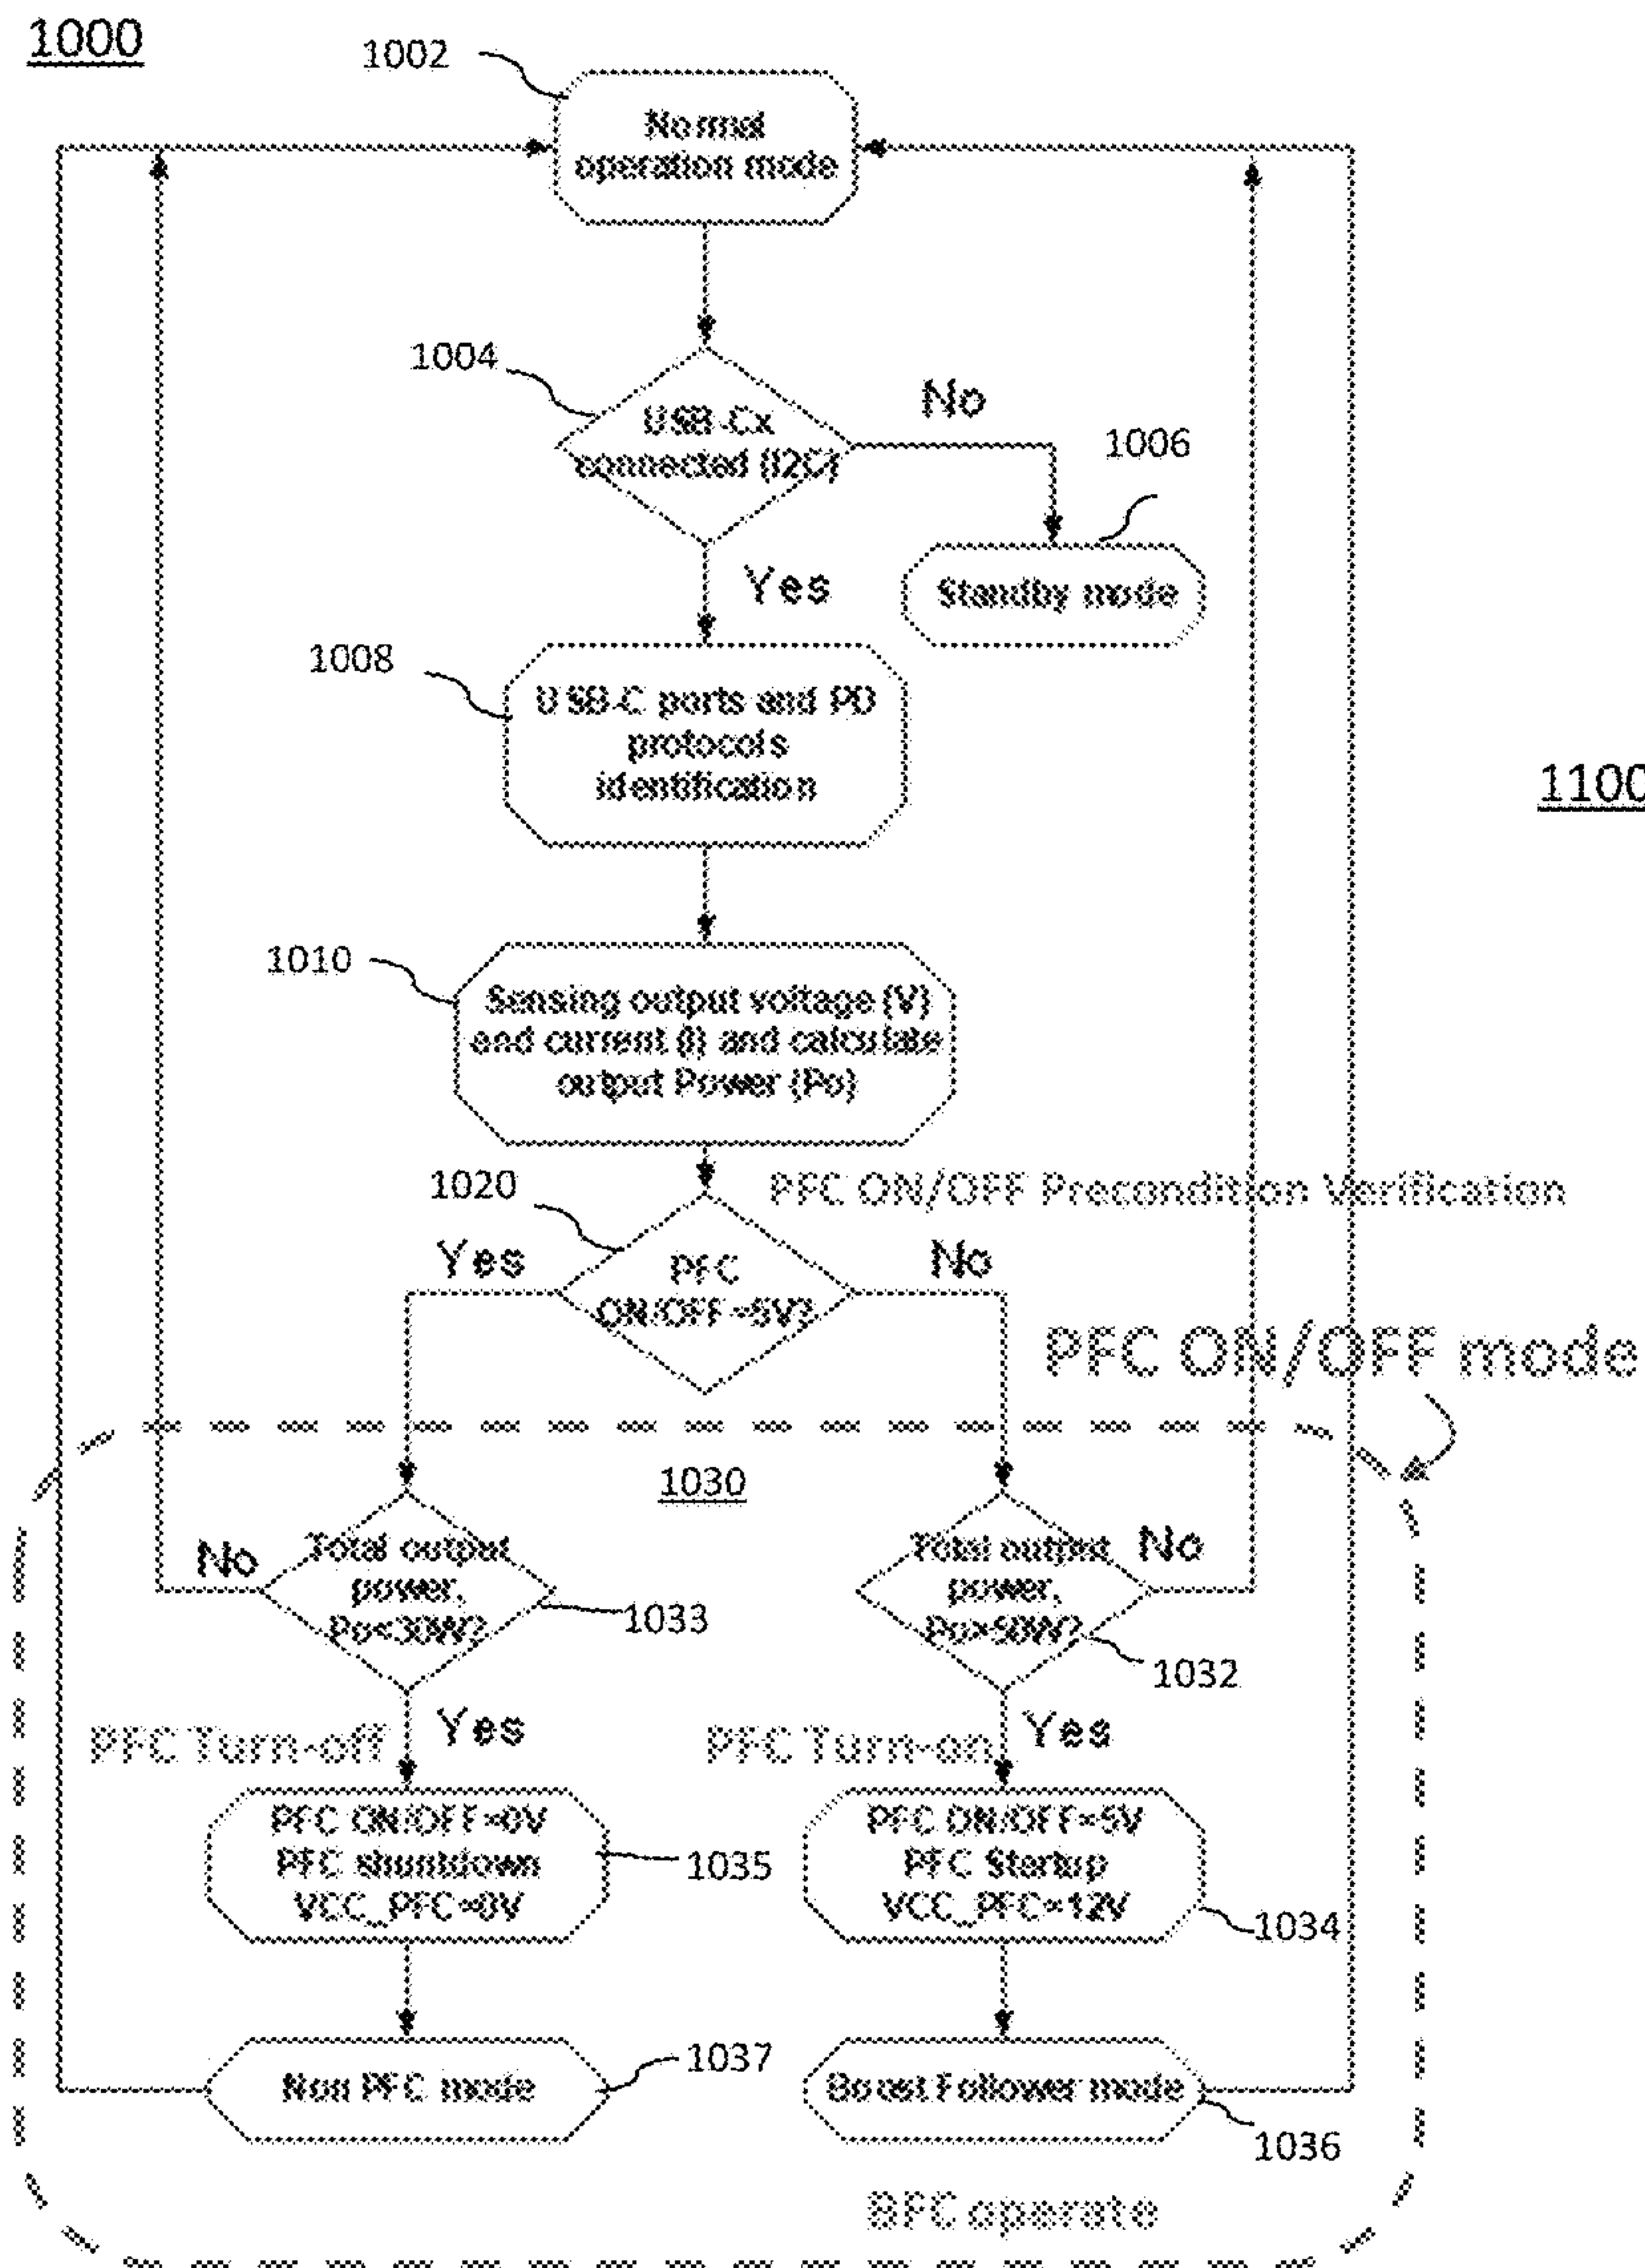 1000
1002
Normal
operation mode
1004
USB-Cx
connected (I2C)
No
1006
Standby mode
Yes
1008
USB-C ports and PD
protocols
identification
1100
1010
Sensing output voltage (V)
and current (I) and calculate
output Power (Po)
PFC ON/OFF Precondition Verification
1020
Yes
PFC
ON/OFF=5V?
No
PFC ON/OFF mode
1030
No
Total output
power,
Po<30W?
1033
Total output
power,
Po>50W?
No
1032
PFC Turn-off
Yes
PFC Turn-on
Yes
PFC ON/OFF=0V
PFC shuntdown
VCC_PFC=0V
1035
PFC ON/OFF=5V
PFC Startup
VCC_PFC=12V
1034
Non PFC mode
1037
Boost Follower mode
1036
BFC operate